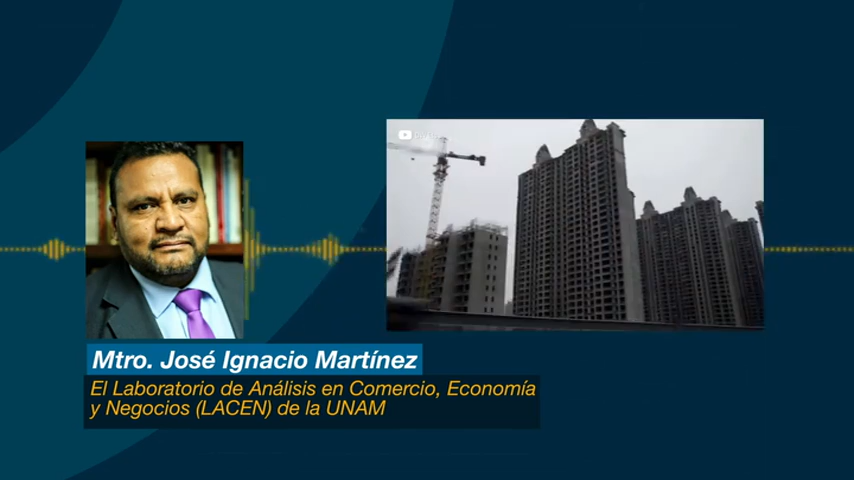 Mtro. José Ignacio Martínez
El Laboratorio de Análisis en Comercio, Economía
y Negocios (LACEN) de la UNAM